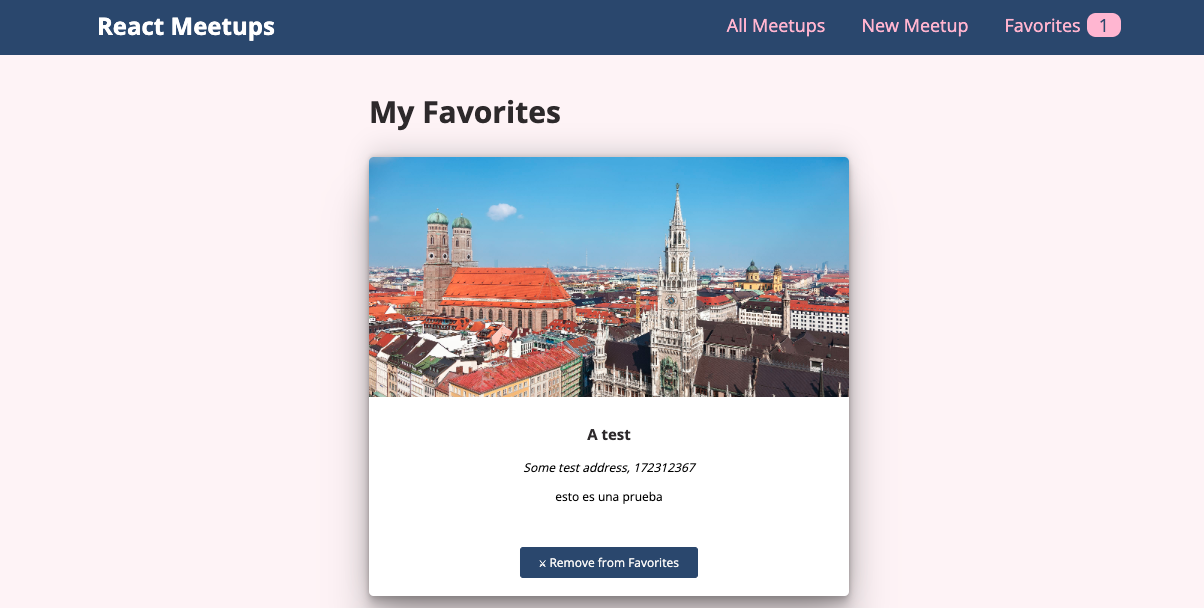 React Meetups
All Meetups
New Meetup
Favorites 1
My Favorites
A test
Some test address, 172312367
esto es una prueba
× Remove from Favorites